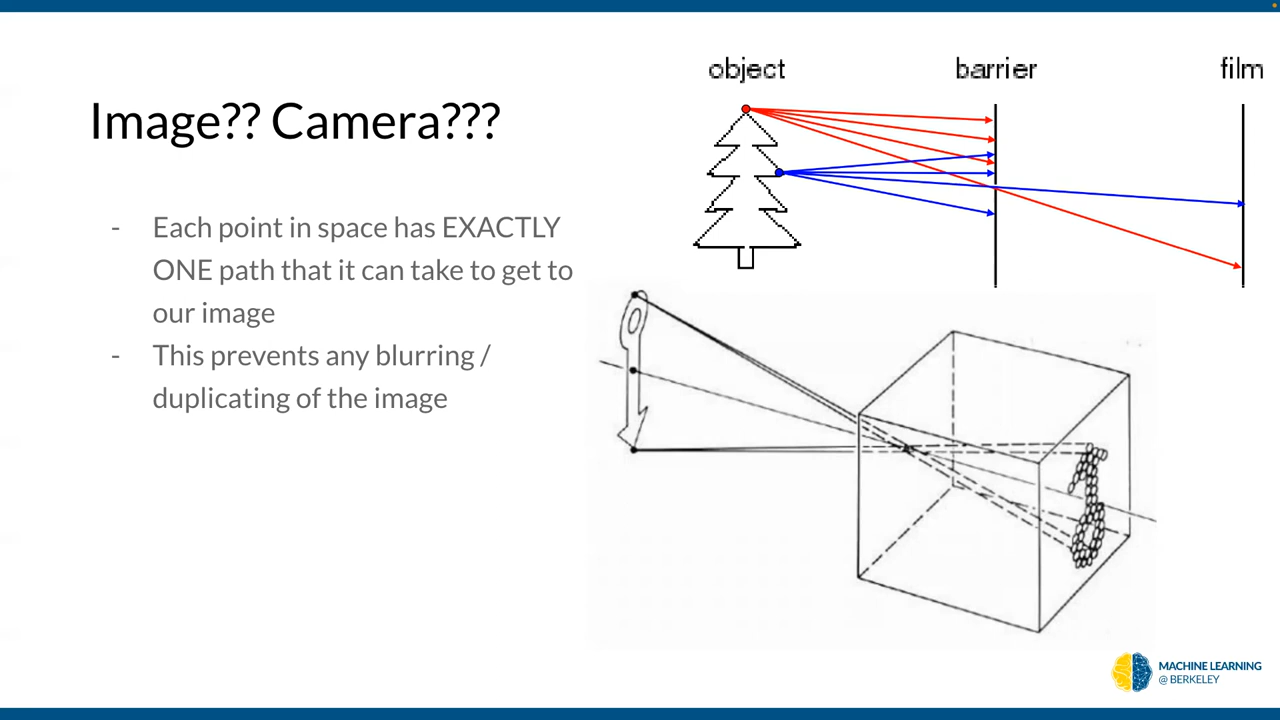 object barrier film
Image?? Camera???
- Each point in space has EXACTLY
ONE path that it can take to get to
our image
- This prevents any blurring /
duplicating of the image
MACHINE LEARNING
@ BERKELEY